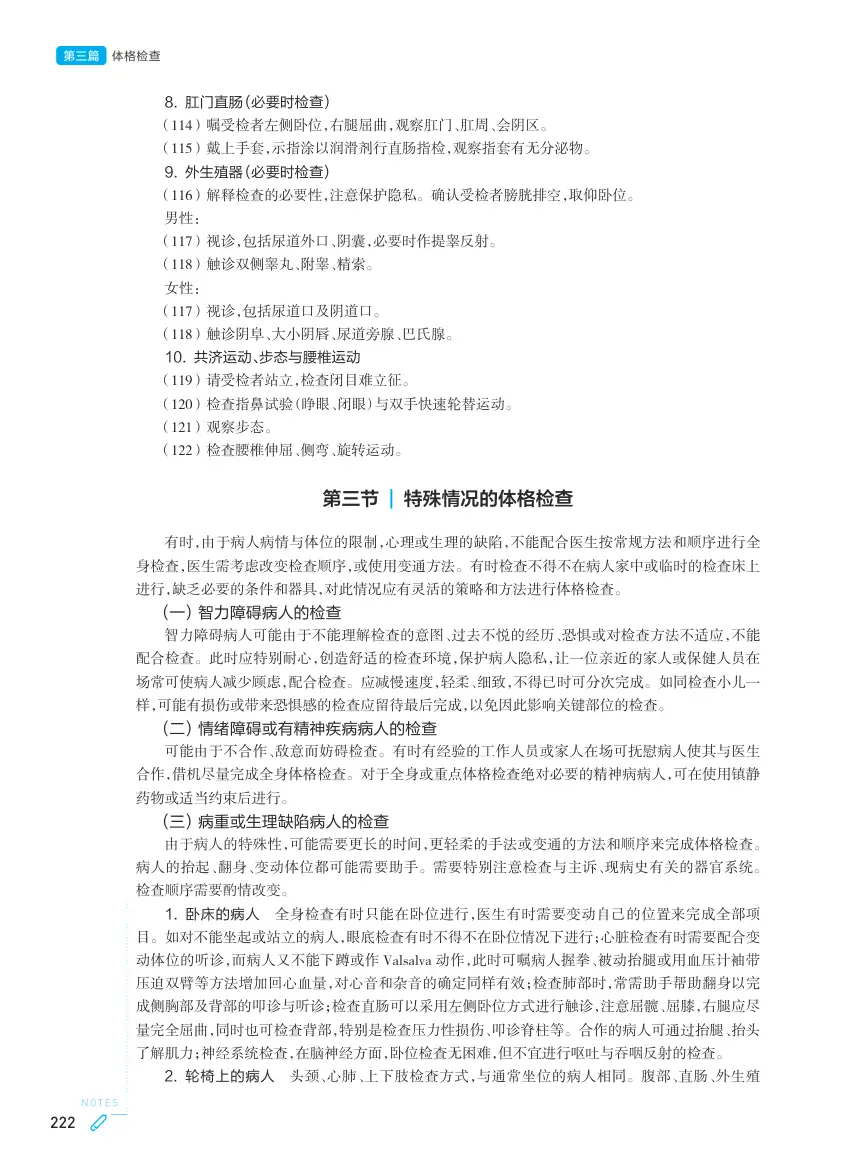 第三篇 体格检查
8. 肛门直肠(必要时检查)
(114)嘱受检者左侧卧位,右腿屈曲,观察肛门、肛周、会阴区。
(115)戴上手套,示指涂以润滑剂行直肠指检,观察指套有无分泌物。
9. 外生殖器(必要时检查)
(116)解释检查的必要性,注意保护隐私。确认受检者膀胱排空,取仰卧位。
男性:
(117)视诊,包括尿道外口、阴囊,必要时作提睾反射。
(118)触诊双侧睾丸、附睾、精索。
女性:
(117)视诊,包括尿道口及阴道口。
(118)触诊阴阜、大小阴唇、尿道旁腺、巴氏腺。
10. 共济运动、步态与腰椎运动
(119)请受检者站立,检查闭目难立征。
(120)检查指鼻试验(睁眼、闭眼)与双手快速轮替运动。
(121)观察步态。
(122)检查腰椎伸屈、侧弯、旋转运动。
第三节 | 特殊情况的体格检查
有时,由于病人病情与体位的限制,心理或生理的缺陷,不能配合医生按常规方法和顺序进行全
身检查,医生需考虑改变检查顺序,或使用变通方法。有时检查不得不在病人家中或临时的检查床上
进行,缺乏必要的条件和器具,对此情况应有灵活的策略和方法进行体格检查。
(一)智力障碍病人的检查
智力障碍病人可能由于不能理解检查的意图、过去不悦的经历、恐惧或对检查方法不适应,不能
配合检查。此时应特别耐心,创造舒适的检查环境,保护病人隐私,让一位亲近的家人或保健人员在
场常可使病人减少顾虑,配合检查。应减慢速度,轻柔、细致,不得已时可分次完成。如同检查小儿一
样,可能有损伤或带来恐惧感的检查应留待最后完成,以免因此影响关键部位的检查。
(二)情绪障碍或有精神疾病病人的检查
可能由于不合作、敌意而妨碍检查。有时有经验的工作人员或家人在场可抚慰病人使其与医生
合作,借机尽量完成全身体格检查。对于全身或重点体格检查绝对必要的精神病病人,可在使用镇静
药物或适当约束后进行。
(三)病重或生理缺陷病人的检查
由于病人的特殊性,可能需要更长的时间,更轻柔的手法或变通的方法和顺序来完成体格检查。
病人的抬起、翻身、变动体位都可能需要助手。需要特别注意检查与主诉、现病史有关的器官系统。
检查顺序需要酌情改变。
1. 卧床的病人 全身检查有时只能在卧位进行,医生有时需要变动自己的位置来完成全部项
目。如对不能坐起或站立的病人,眼底检查有时不得不在卧位情况下进行;心脏检查有时需要配合变
动体位的听诊,而病人又不能下蹲或作 Valsalva 动作,此时可嘱病人握拳、被动抬腿或用血压计袖带
压迫双臂等方法增加回心血量,对心音和杂音的确定同样有效;检查肺部时,常需助手帮助翻身以完
成侧胸部及背部的叩诊与听诊;检查直肠可以采用左侧卧位方式进行触诊,注意屈髋、屈膝,右腿应尽
量完全屈曲,同时也可检查背部,特别是检查压力性损伤、叩诊脊柱等。合作的病人可通过抬腿、抬头
了解肌力;神经系统检查,在脑神经方面,卧位检查无困难,但不宜进行呕吐与吞咽反射的检查。
2. 轮椅上的病人 头颈、心肺、上下肢检查方式,与通常坐位的病人相同。腹部、直肠、外生殖
NOTES
222